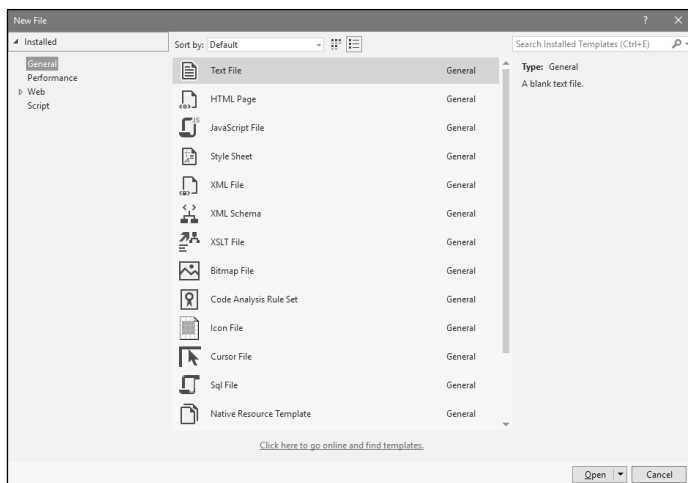 New File
? ×
Installed
Sort by: Default
Search Installed Templates (Ctrl+E)
General
Performance
Web
Script
Text File General
HTML Page General
JS
JavaScript File General
Style Sheet General
XML File General
XML Schema General
XSLT File General
Bitmap File General
Code Analysis Rule Set General
Icon File General
Cursor File General
Sql File General
Native Resource Template General
Type: General
A blank text file.
Click here to go online and find templates.
Open
Cancel